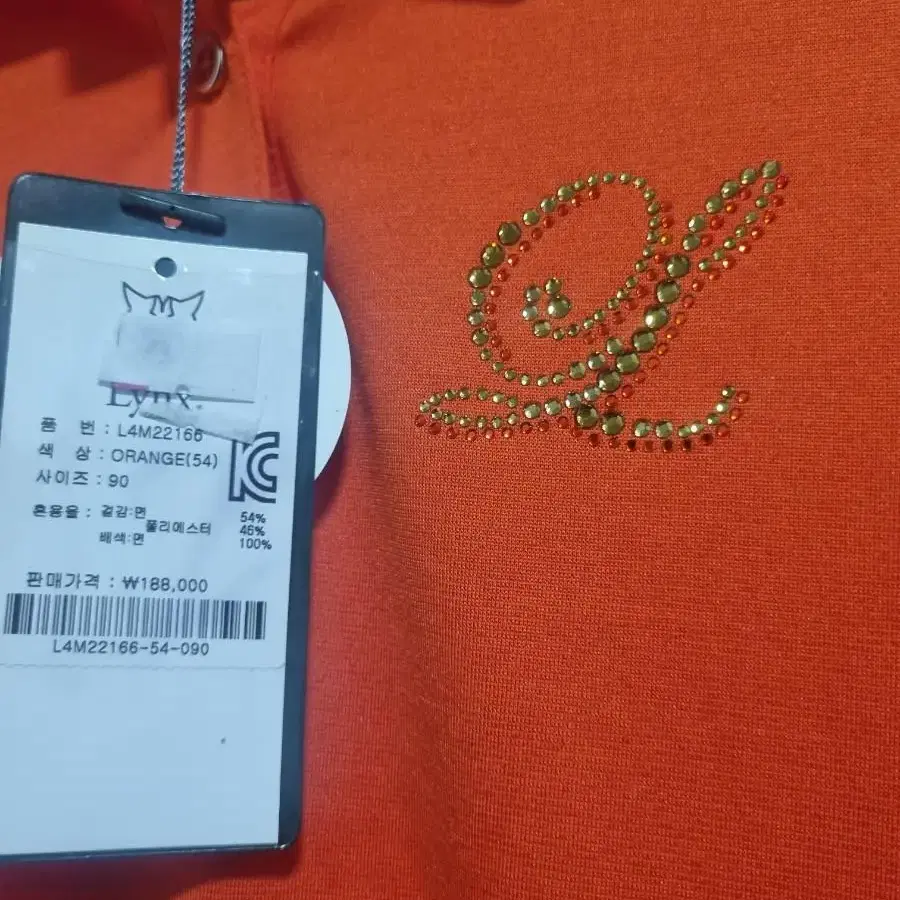 Lynx.
품 번 : L4M22166
색 상 : ORANGE(54)
사이즈 : 90
혼용율 : 겉감:면 54%
폴리에스터 46%
배색:면 100%
판매가격 : ₩188,000
L4M22166-54-090
L